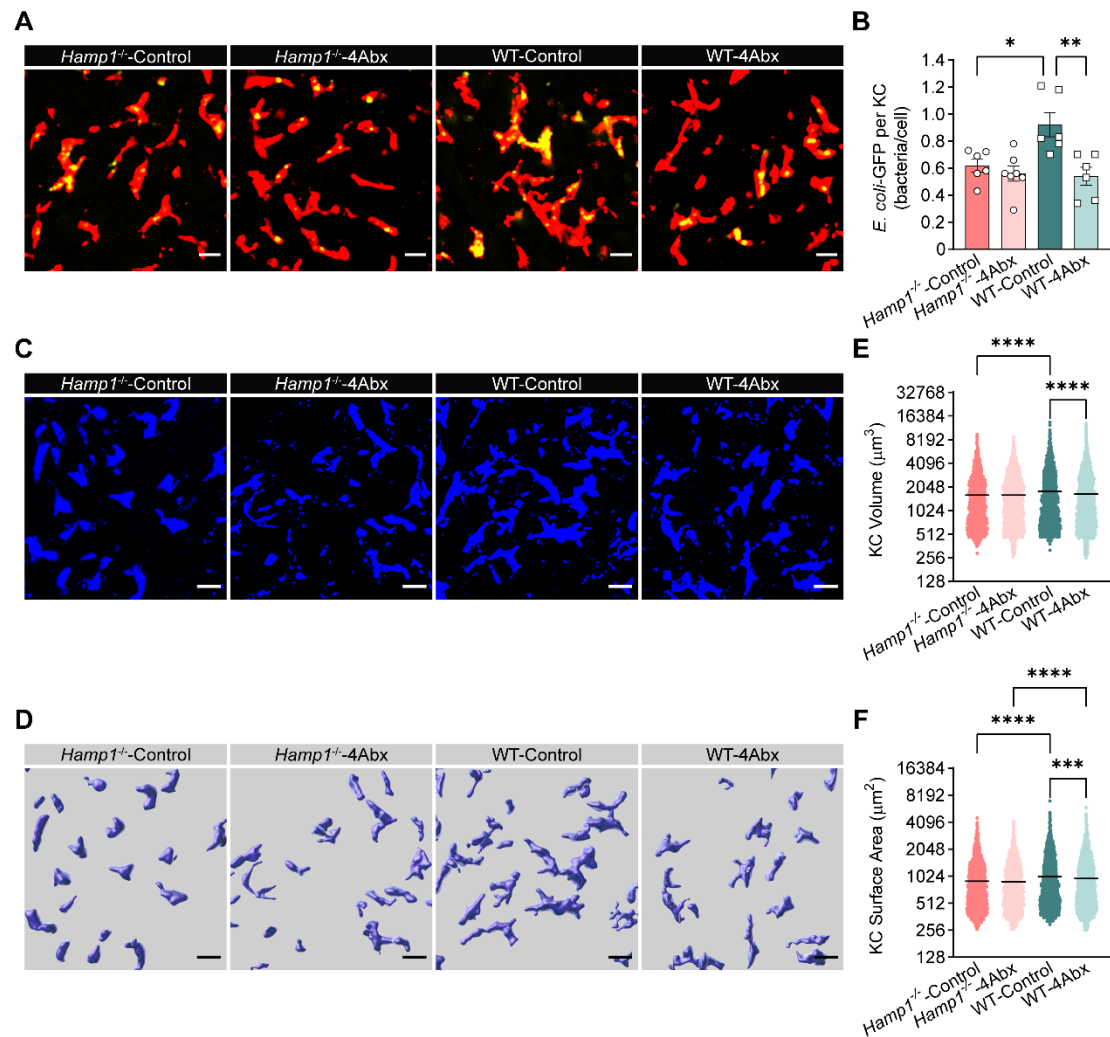 A
Hamp1-/--Control
Hamp1-/--4Abx
WT-Control
WT-4Abx
B
*
**
E. coli-GFP per KC
(bacteria/cell)
1.4
1.2
1.0
0.8
0.6
0.4
0.2
0
Hamp1-/--Control
Hamp1-/--4Abx
WT-Control
WT-4Abx
C
Hamp1-/--Control
Hamp1-/--4Abx
WT-Control
WT-4Abx
E
****
****
KC Volume (μm3)
32768
16384
8192
4096
2048
1024
512
256
128
Hamp1-/--Control
Hamp1-/--4Abx
WT-Control
WT-4Abx
D
Hamp1-/--Control
Hamp1-/--4Abx
WT-Control
WT-4Abx
F
****
****
***
KC Surface Area (μm2)
16384
8192
4096
2048
1024
512
256
128
Hamp1-/--Control
Hamp1-/--4Abx
WT-Control
WT-4Abx